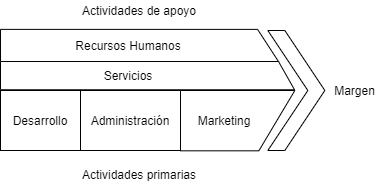 Actividades de apoyo
Recursos Humanos
Servicios
Desarrollo
Administración
Marketing
Margen
Actividades primarias